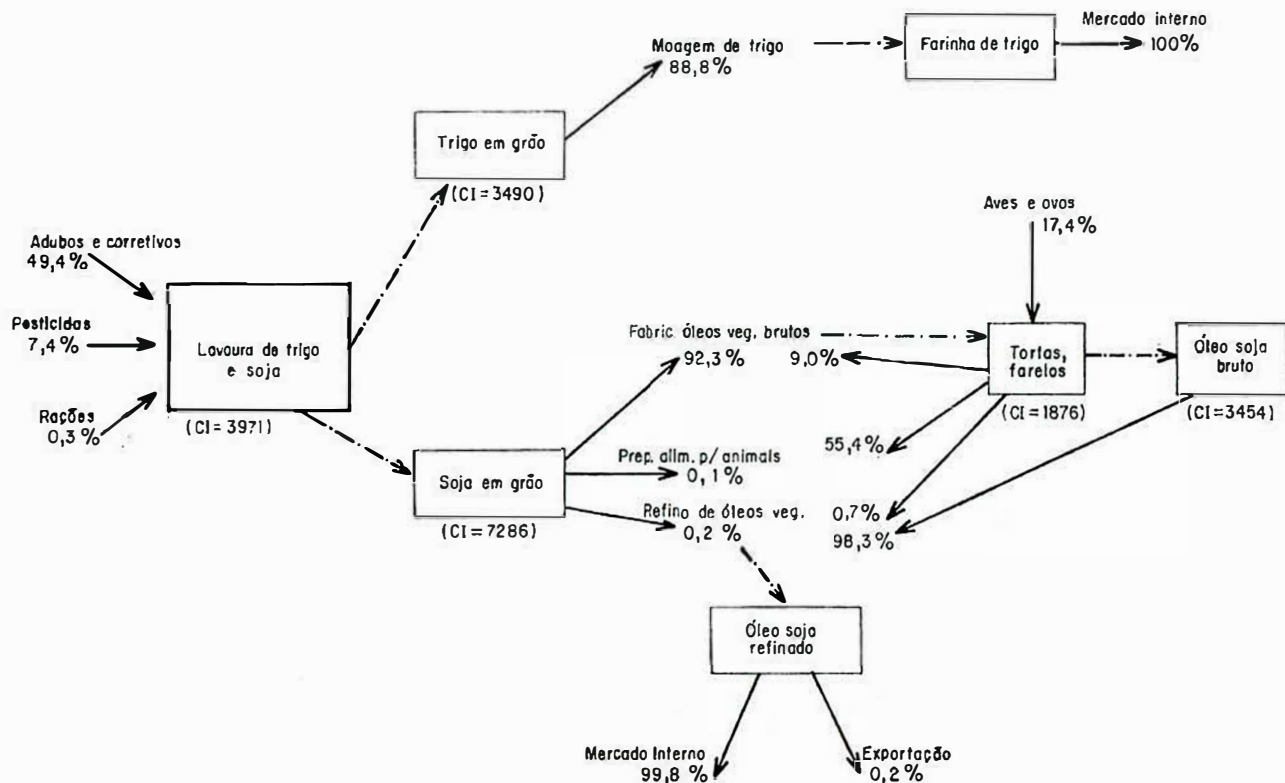 Mercado interno
100%
Moagem de trigo
88,8%
Farinha de trigo
Trigo em grão
(CI=3490)
Aves e ovos
17,4%
Adubos e corretivos
49,4%
Pesticidas
7,4%
Rações
0,3%
Lavoura de trigo
e soja
(CI=3971)
Fabric. óleos veg. brutos
92,3%
9,0%
Tortas,
farelos
(CI=1876)
Óleo soja
bruto
(CI=3454)
55,4%
Prep. alim. p/ animais
0,1%
Soja em grão
(CI=7286)
Refino de óleos veg.
0,2%
0,7%
98,3%
Óleo soja
refinado
Mercado Interno
99,8%
Exportação
0,2%